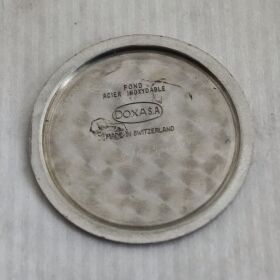 FOND
ACIER INOXYDABLE
DOXA S.A
MADE IN SWITZERLAND